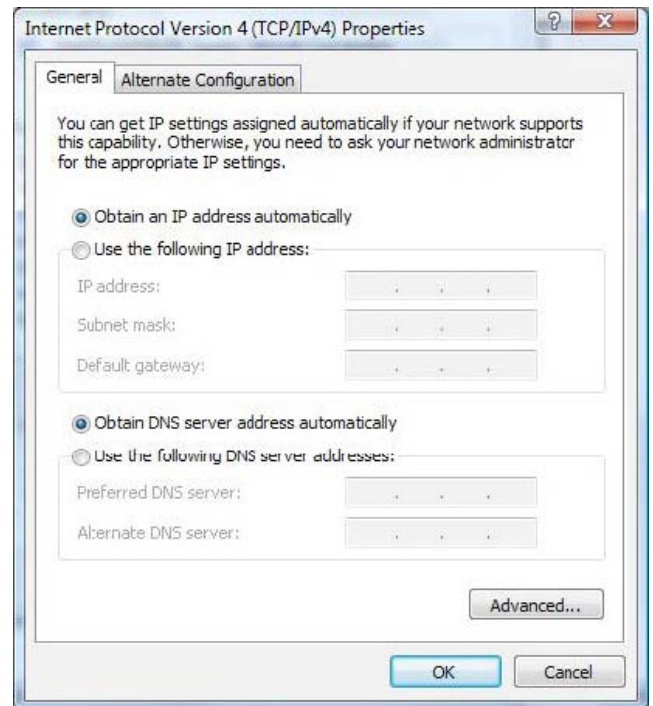 Internet Protocol Version 4 (TCP/IPv4) Properties
General
Alternate Configuration
You can get IP settings assigned automatically if your network supports
this capability. Otherwise, you need to ask your network administrator
for the appropriate IP settings.
Obtain an IP address automatically
Use the following IP address:
IP address:
Subnet mask:
Default gateway:
Obtain DNS server address automatically
Use the following DNS server addresses:
Preferred DNS server:
Alternate DNS server:
Advanced...
OK
Cancel